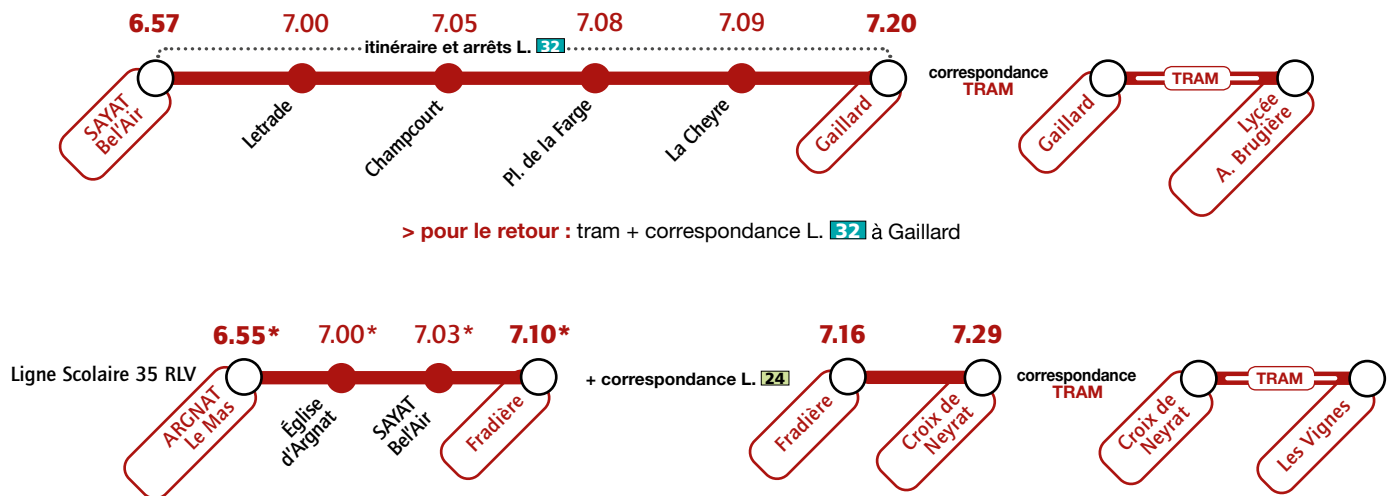 6.57 7.00 7.05 7.08 7.09 7.20
itinéraire et arrêts L. 32
SAYAT
Bel'Air
Letrade
Champcourt
Pl. de la Farge
La Cheyre
Gaillard
correspondance
TRAM
Gaillard
TRAM
Lycée
A. Brugière
> pour le retour : tram + correspondance L. 32 à Gaillard
6.55* 7.00* 7.03* 7.10* 7.16 7.29
Ligne Scolaire 35 RLV
ARGNAT
Le Mas
Église
d'Argnat
SAYAT
Bel'Air
Fradière
+ correspondance L. 24
Fradière
Croix de
Neyrat
correspondance
TRAM
Croix de
Neyrat
TRAM
Les Vignes